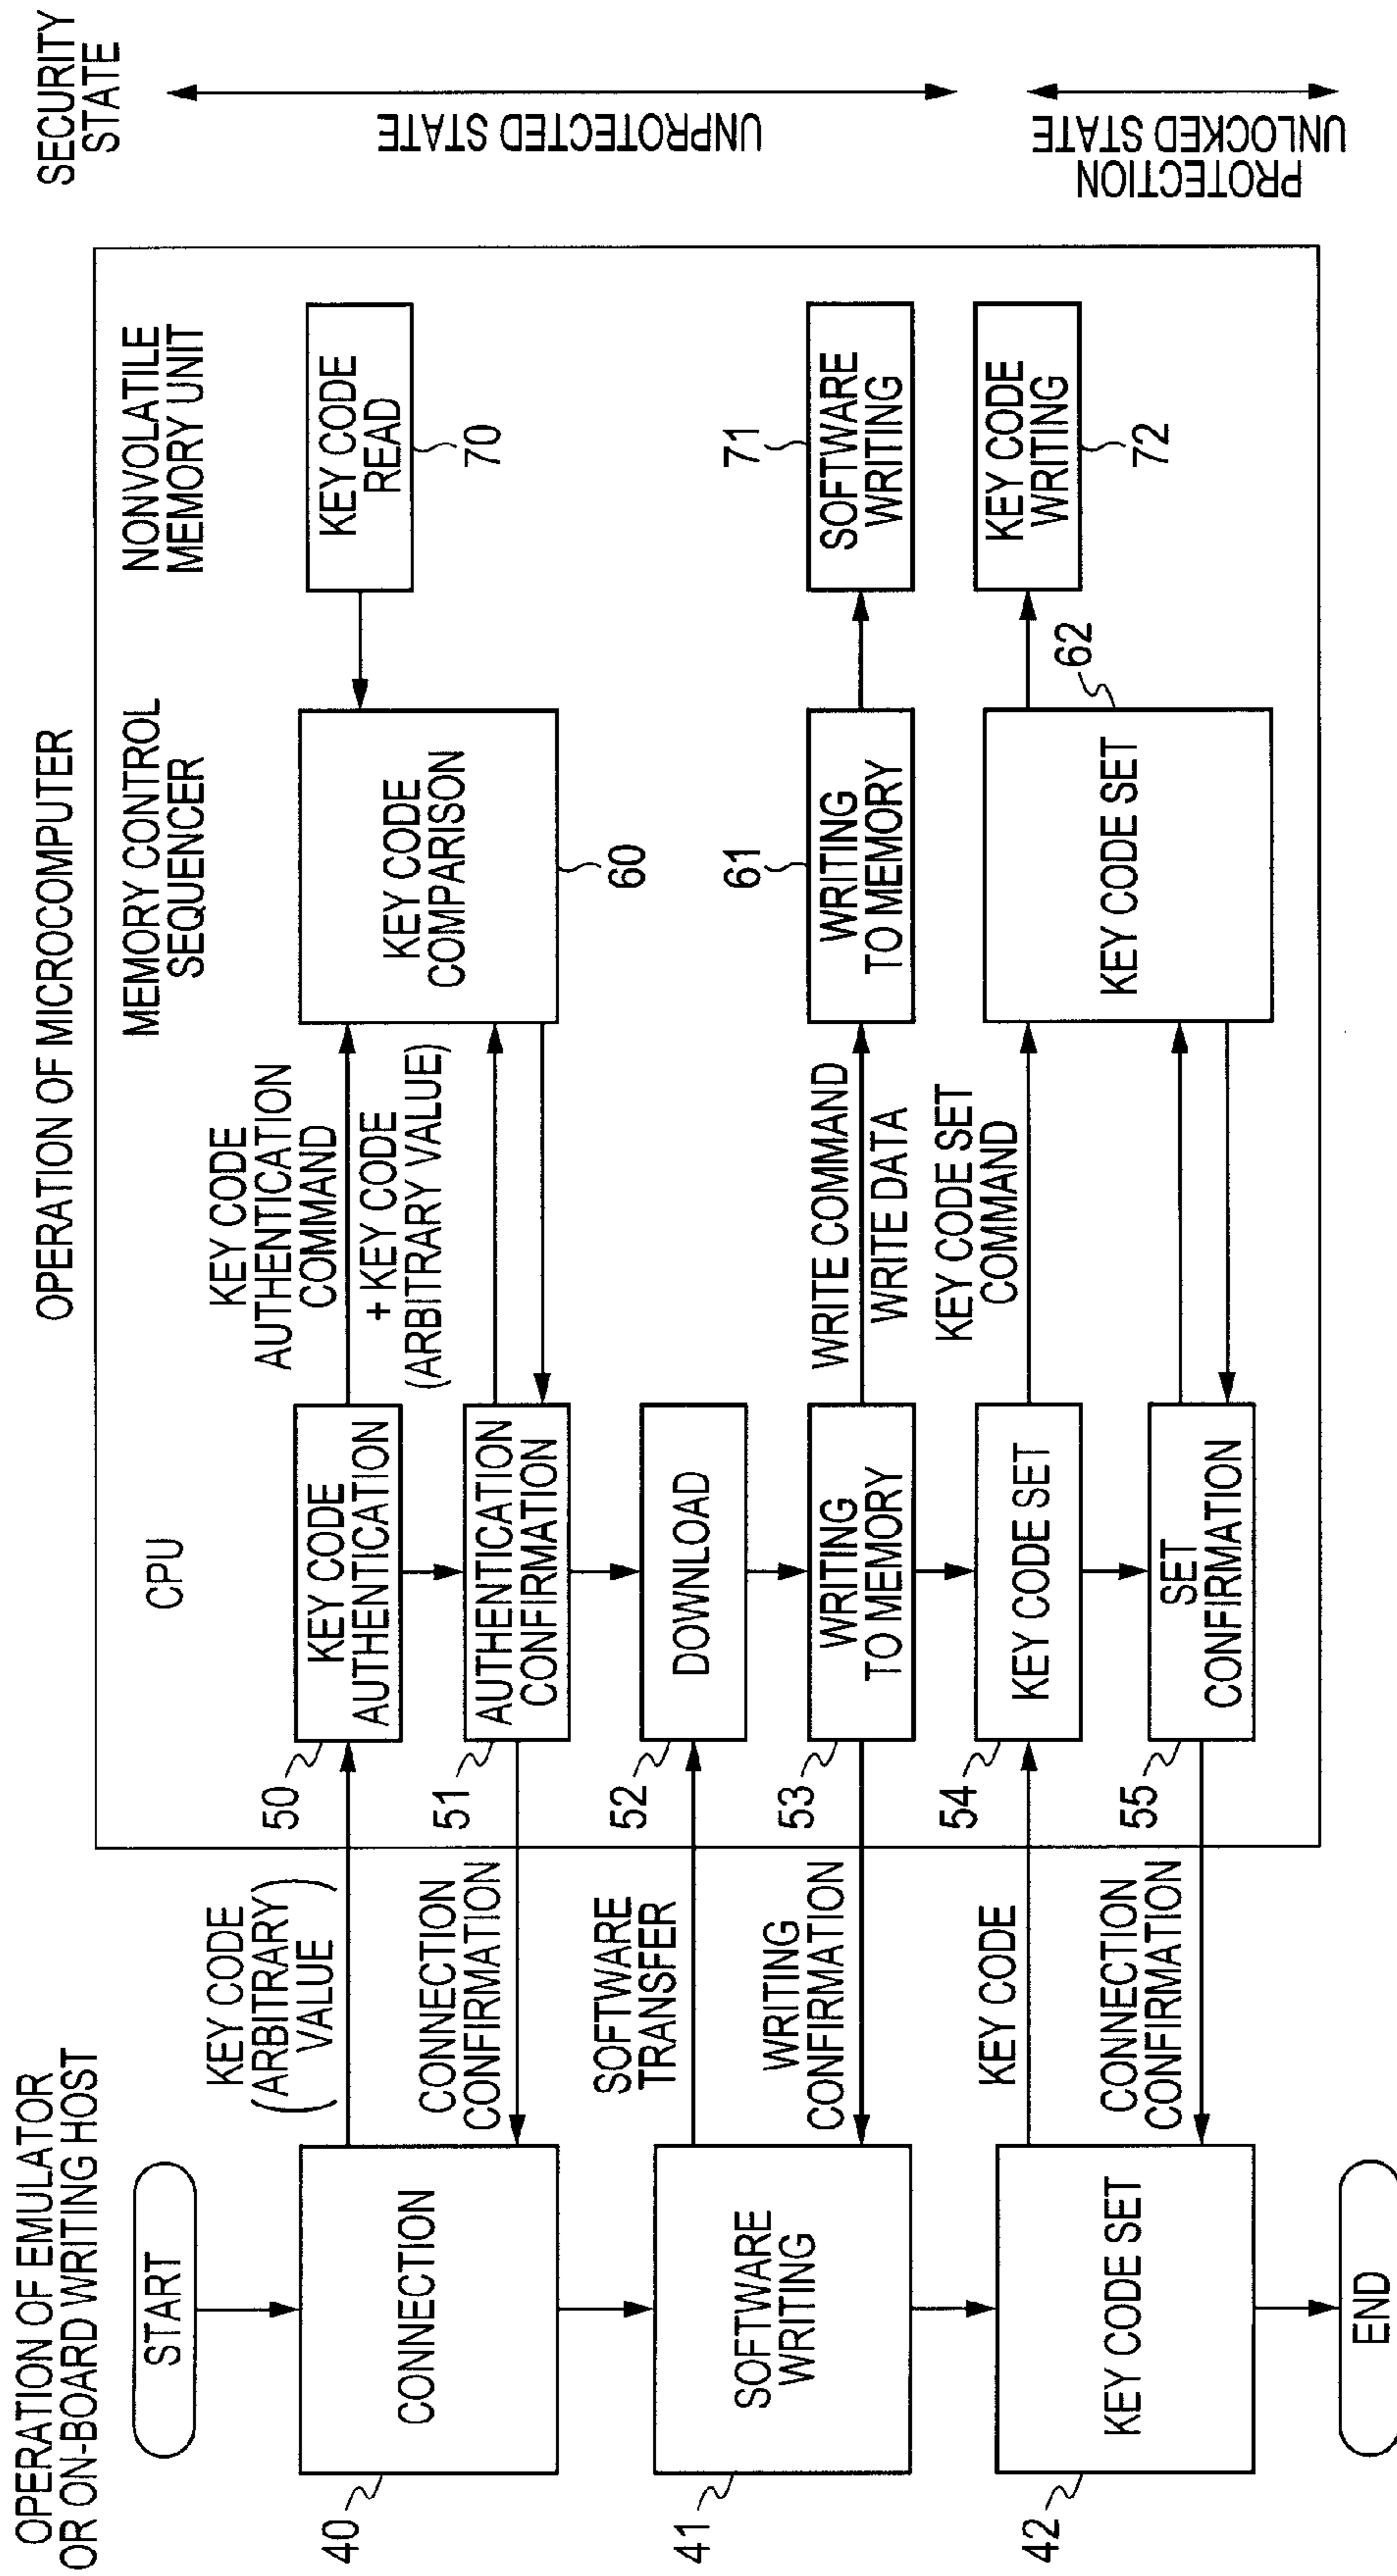 OPERATION OF EMULATOR
OR ON-BOARD WRITING HOST
OPERATION OF MICROCOMPUTER
SECURITY
STATE
CPU
MEMORY CONTROL
SEQUENCER
NONVOLATILE
MEMORY UNIT
START
40
CONNECTION
KEY CODE
(ARBITRARY
VALUE)
50
KEY CODE
AUTHENTICATION
KEY CODE
AUTHENTICATION
COMMAND
+ KEY CODE
(ARBITRARY VALUE)
KEY CODE
COMPARISON
60
KEY CODE
READ
70
CONNECTION
CONFIRMATION
51
AUTHENTICATION
CONFIRMATION
UNPROTECTED STATE
41
SOFTWARE
WRITING
SOFTWARE
TRANSFER
52
DOWNLOAD
WRITING
CONFIRMATION
53
WRITING
TO MEMORY
WRITE COMMAND
WRITE DATA
61
WRITING
TO MEMORY
71
SOFTWARE
WRITING
42
KEY CODE SET
KEY CODE
54
KEY CODE SET
KEY CODE SET
COMMAND
KEY CODE SET
62
KEY CODE
WRITING
72
CONNECTION
CONFIRMATION
55
SET
CONFIRMATION
PROTECTION
UNLOCKED STATE
END